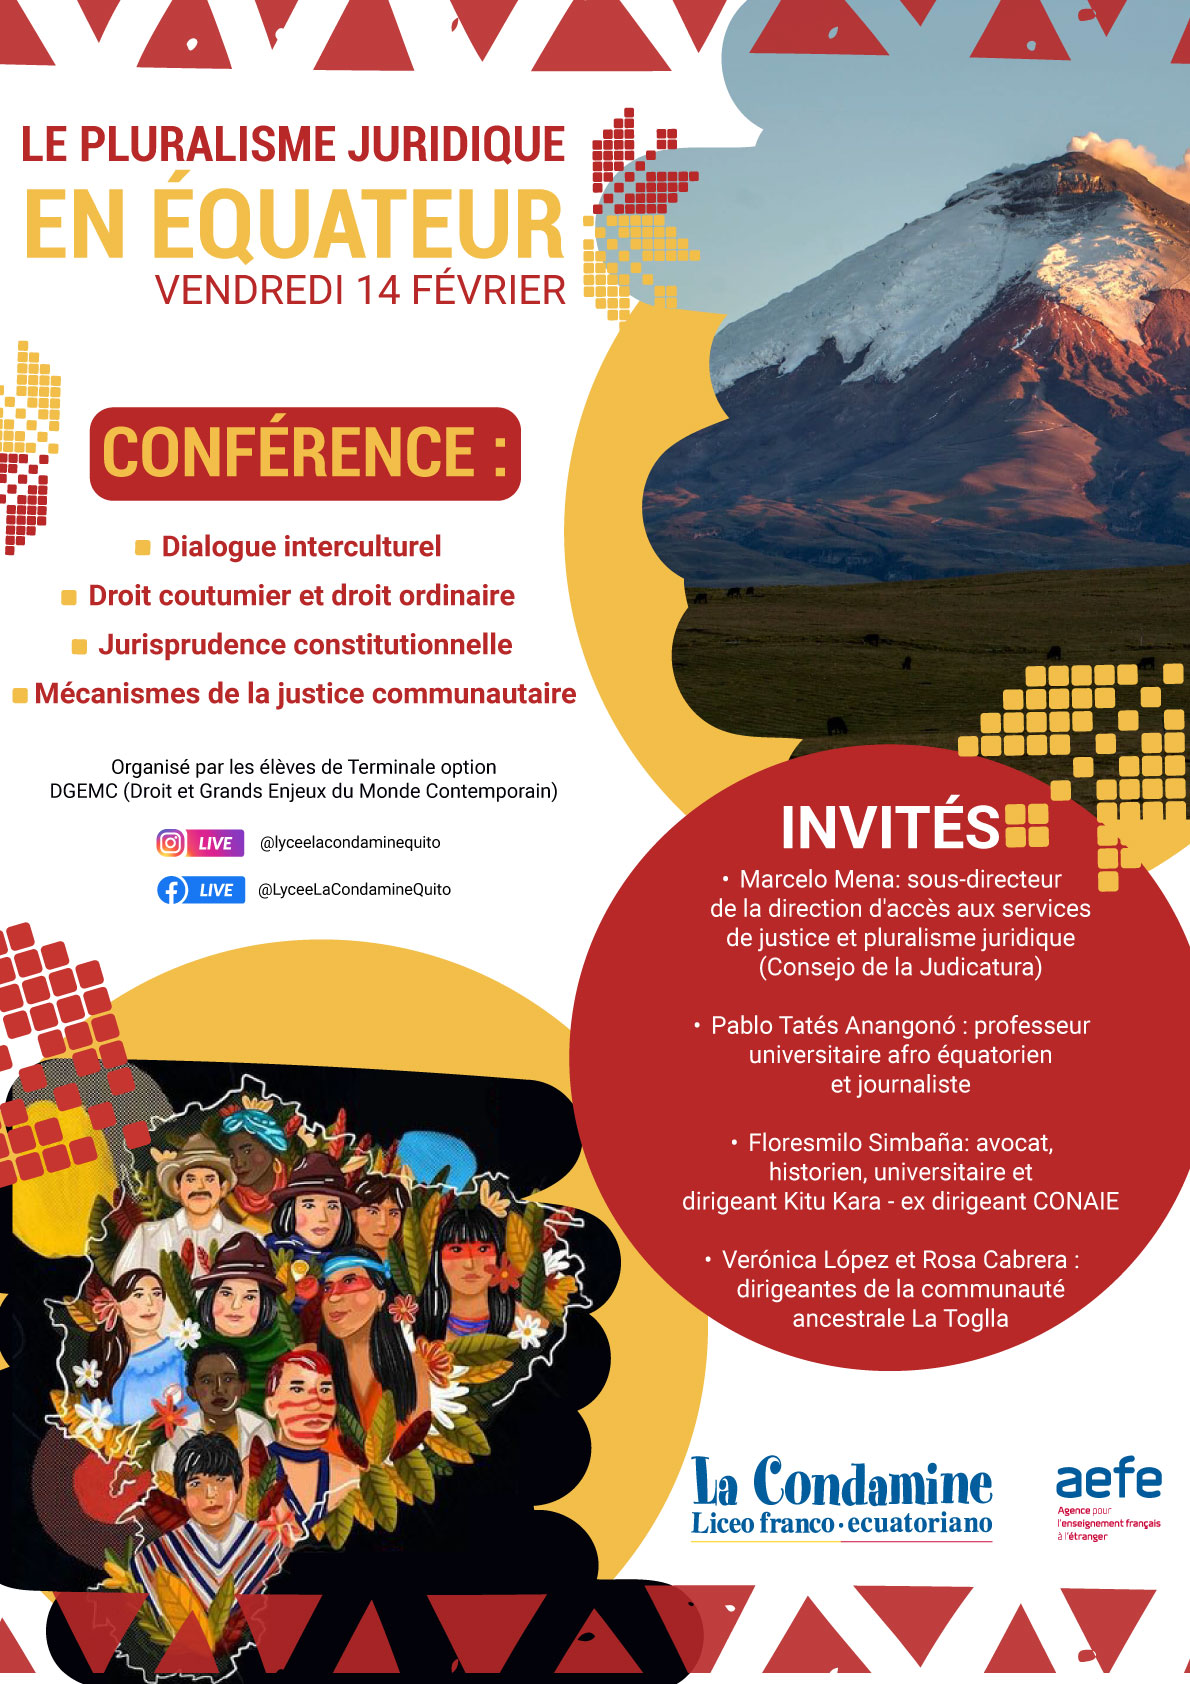 LE PLURALISME JURIDIQUE
EN ÉQUATEUR
VENDREDI 14 FÉVRIER
CONFÉRENCE :
Dialogue interculturel
Droit coutumier et droit ordinaire
Jurisprudence constitutionnelle
Mécanismes de la justice communautaire
Organisé par les élèves de Terminale option
DGEMC (Droit et Grands Enjeux du Monde Contemporain)
LIVE @lyceelacondaminequito
LIVE @LyceeLaCondamineQuito
INVITÉS
• Marcelo Mena: sous-directeur
de la direction d'accès aux services
de justice et pluralisme juridique
(Consejo de la Judicatura)
• Pablo Tatés Anangonó : professeur
universitaire afro équatorien
et journaliste
• Floresmilo Simbaña: avocat,
historien, universitaire et
dirigeant Kitu Kara - ex dirigeant CONAIE
• Verónica López et Rosa Cabrera :
dirigeantes de la communauté
ancestrale La Toglla
La Condamine
Liceo franco·ecuatoriano
aefe
Agence pour
l'enseignement français
à l'étranger